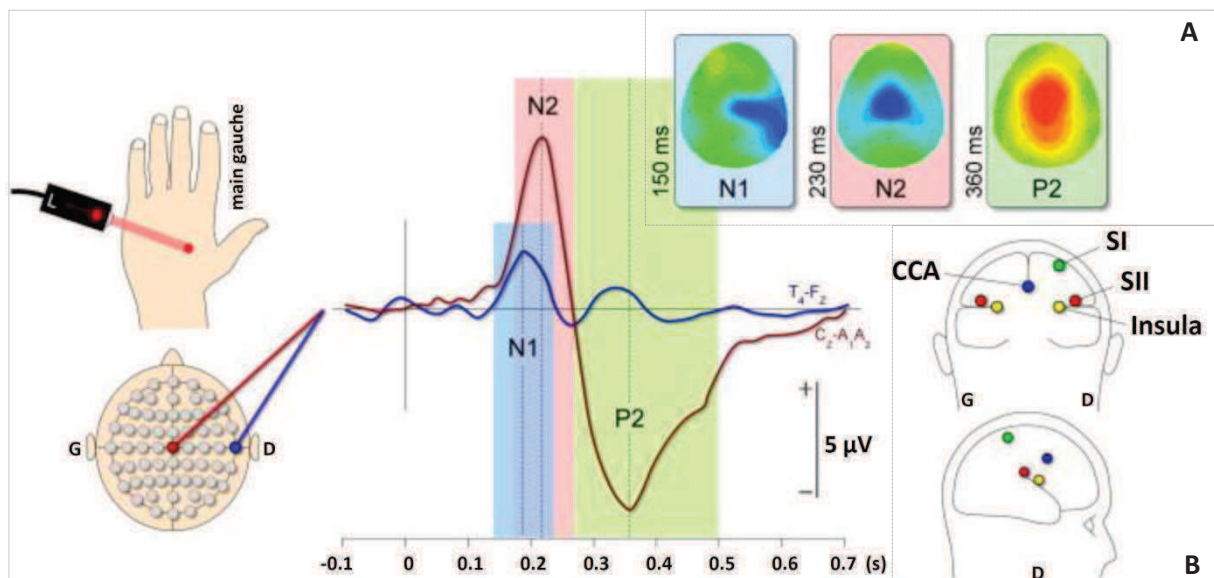 A
main gauche
L
N2
150 ms
N1
230 ms
N2
360 ms
P2
N1
P2
T₄-F₂
C₂-A₁A₂
+
5 µV
−
G
D
-0.1 0 0.1 0.2 0.3 0.4 0.5 0.6 0.7 (s)
SI
CCA
SII
Insula
G
D
D
B